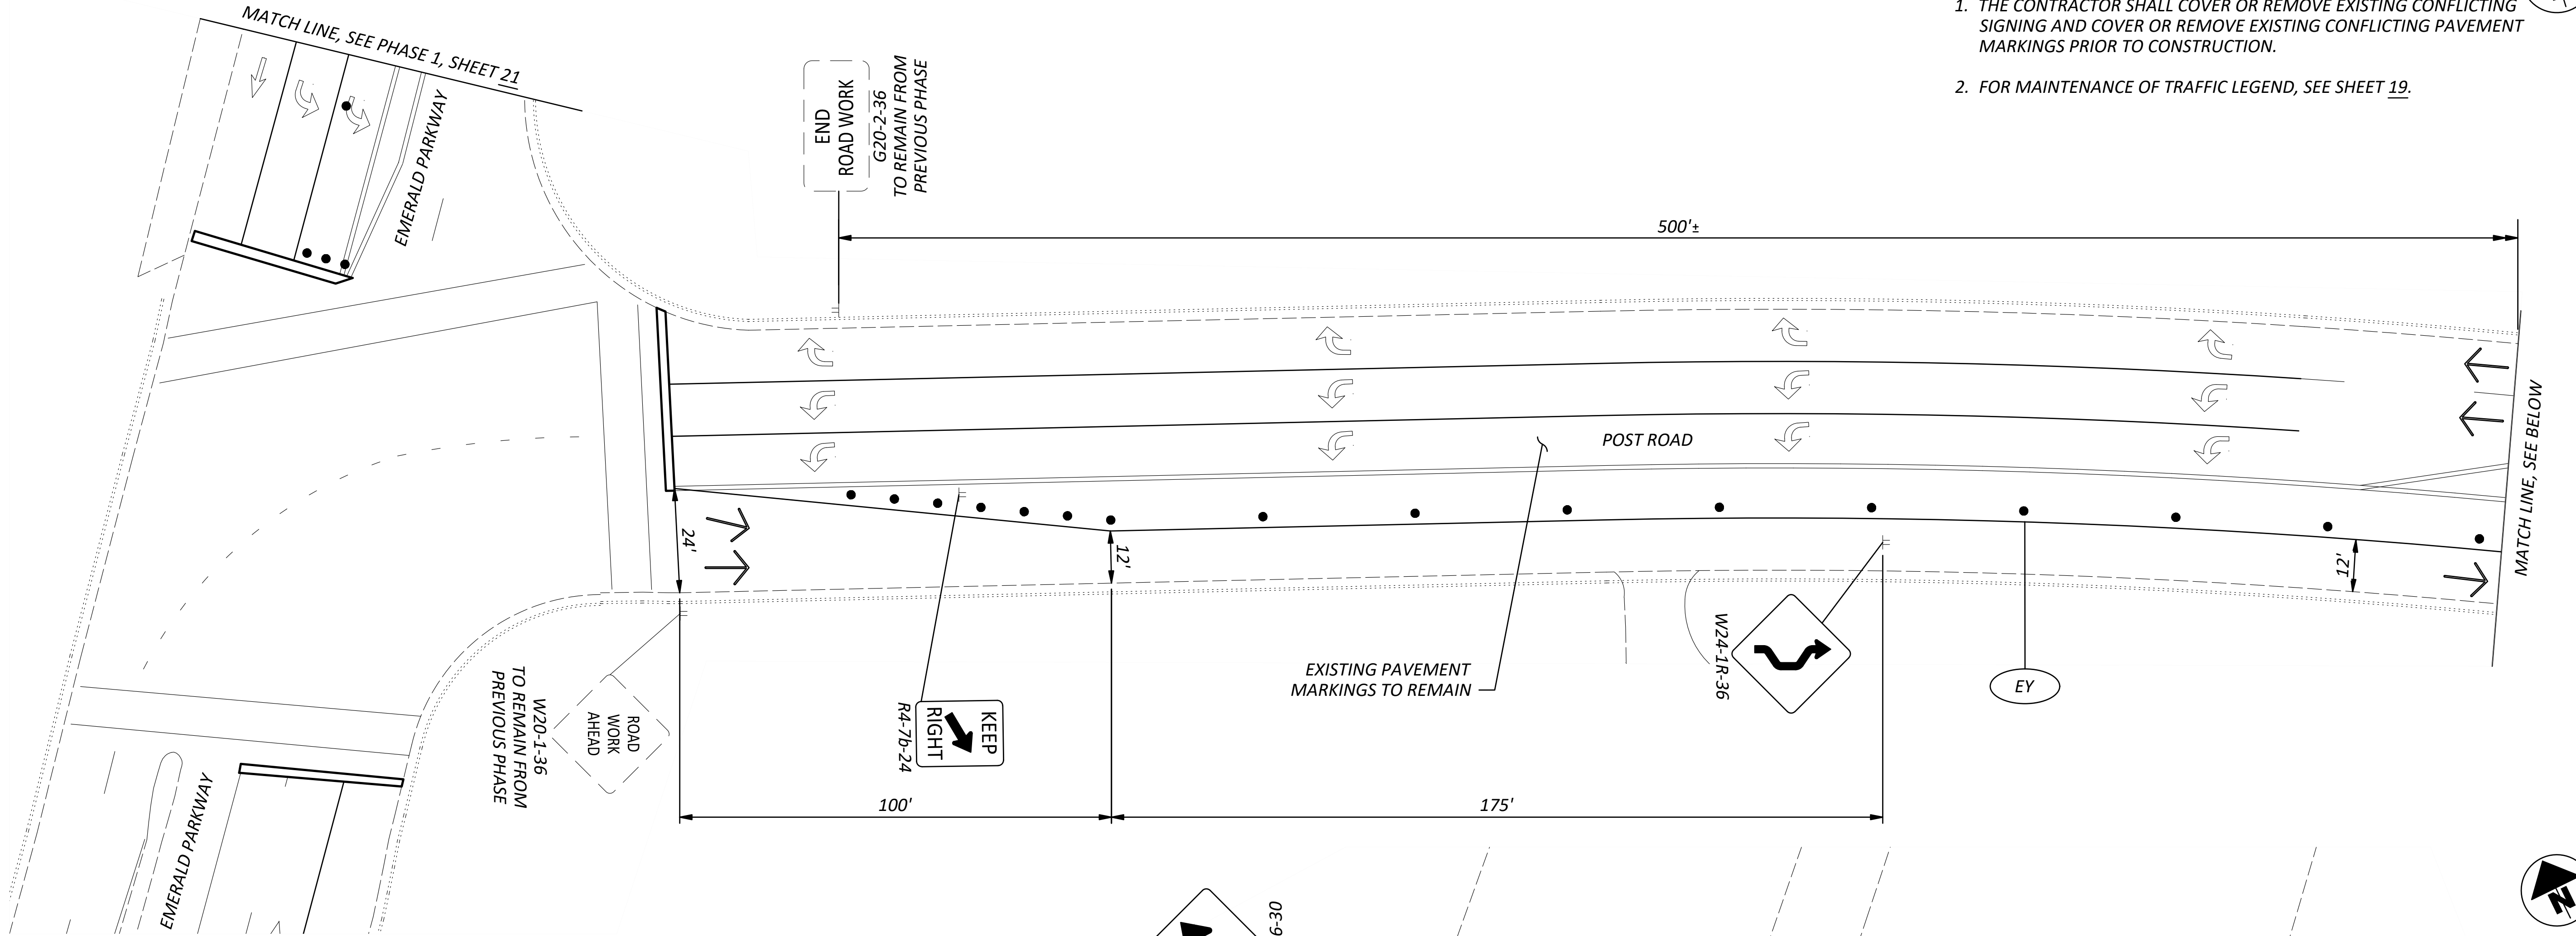 MATCH LINE, SEE PHASE 1, SHEET 21
EMERALD PARKWAY
END
ROAD WORK
G20-2-36
TO REMAIN FROM
PREVIOUS PHASE
1. THE CONTRACTOR SHALL COVER OR REMOVE EXISTING CONFLICTING
SIGNING AND COVER OR REMOVE EXISTING CONFLICTING PAVEMENT
MARKINGS PRIOR TO CONSTRUCTION.
2. FOR MAINTENANCE OF TRAFFIC LEGEND, SEE SHEET 19.
500'±
POST ROAD
MATCH LINE, SEE BELOW
24'
12'
12'
EXISTING PAVEMENT
MARKINGS TO REMAIN
W24-1R-36
EY
ROAD
WORK
AHEAD
W20-1-36
TO REMAIN FROM
PREVIOUS PHASE
KEEP
RIGHT
R4-7b-24
100'
175'
EMERALD PARKWAY
N